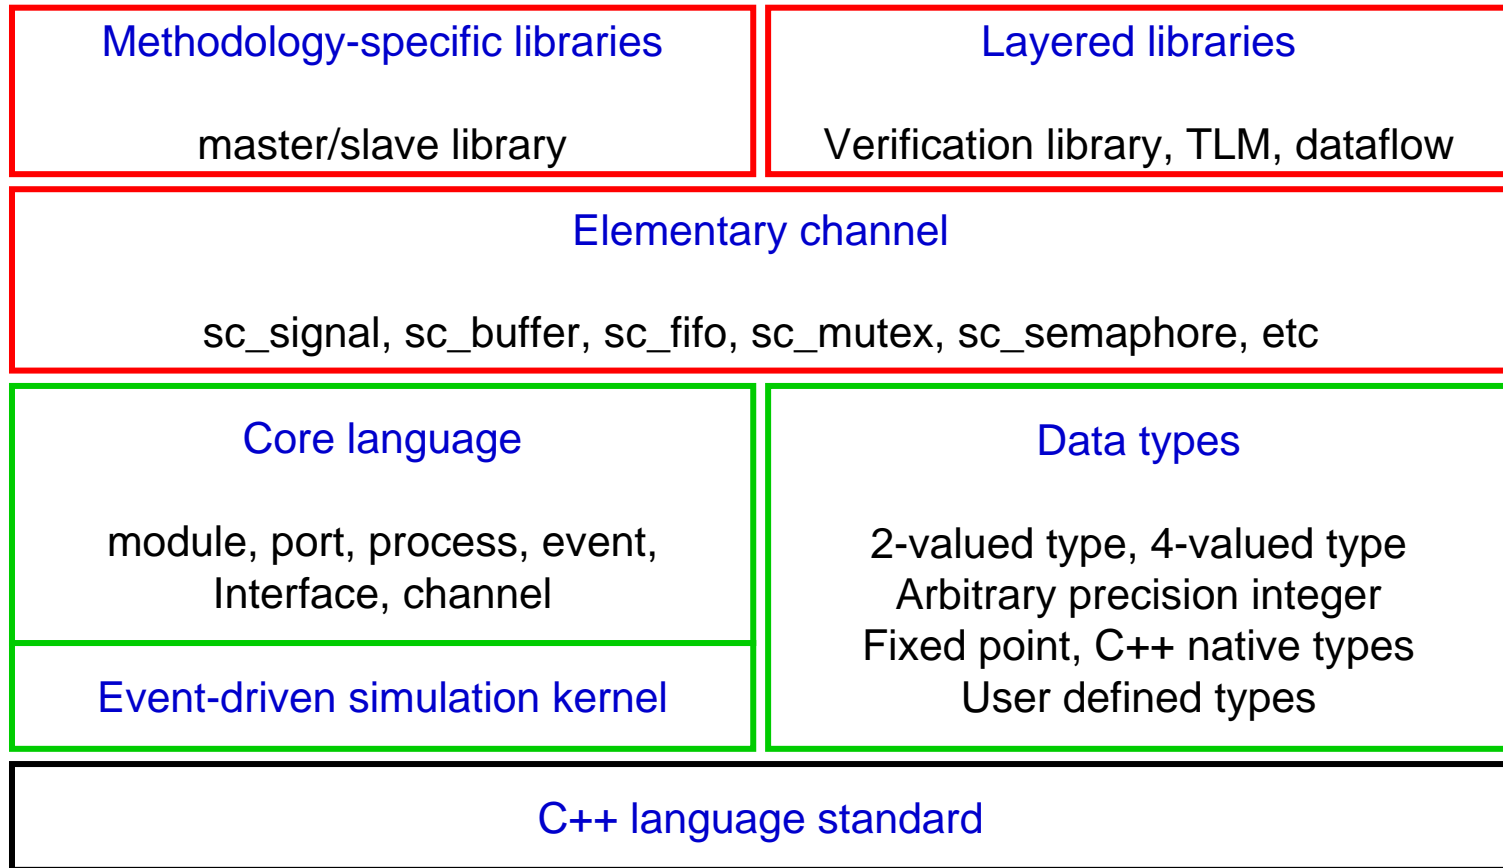 Methodology-specific libraries
master/slave library
Layered libraries
Verification library, TLM, dataflow
Elementary channel
sc_signal, sc_buffer, sc_fifo, sc_mutex, sc_semaphore, etc
Core language
module, port, process, event,
Interface, channel
Event-driven simulation kernel
Data types
2-valued type, 4-valued type
Arbitrary precision integer
Fixed point, C++ native types
User defined types
C++ language standard